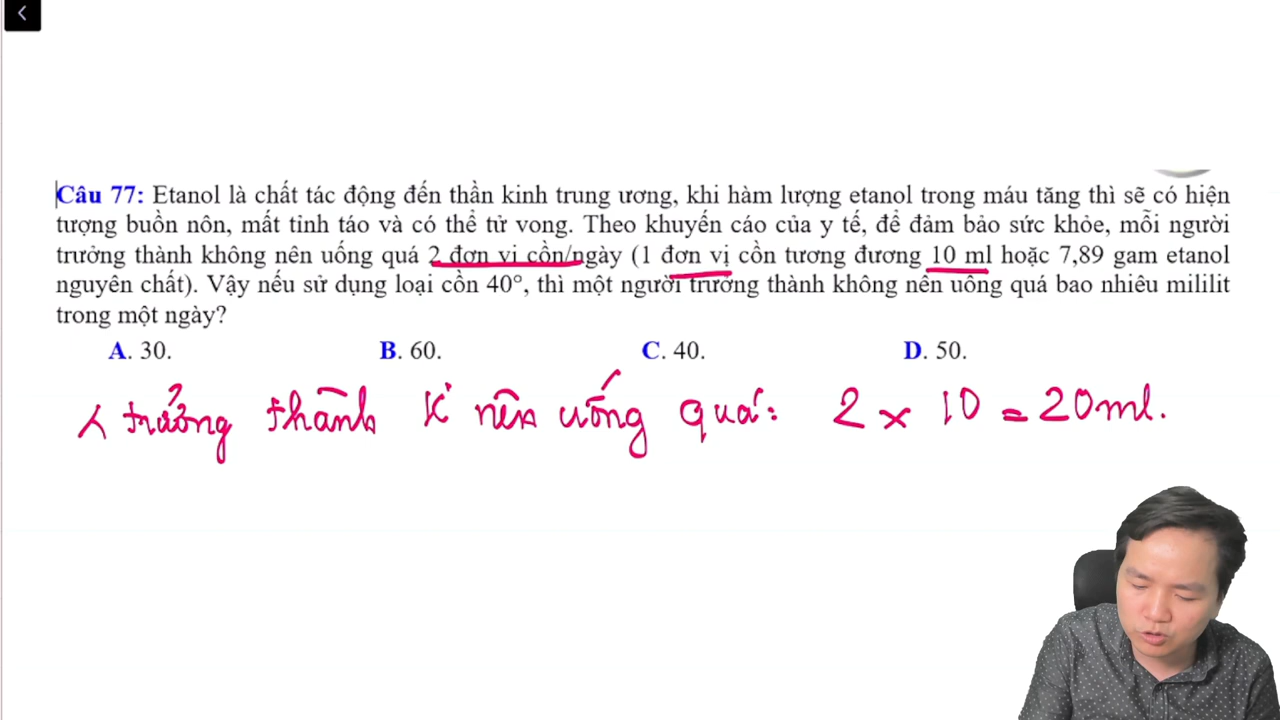 Câu 77: Etanol là chất tác động đến thần kinh trung ương, khi hàm lượng etanol trong máu tăng thì sẽ có hiện
tượng buồn nôn, mất tỉnh táo và có thể tử vong. Theo khuyến cáo của y tế, để đảm bảo sức khỏe, mỗi người
trưởng thành không nên uống quá 2 đơn vị cồn/ngày (1 đơn vị cồn tương đương 10 ml hoặc 7,89 gam etanol
nguyên chất). Vậy nếu sử dụng loại cồn 40°, thì một người trưởng thành không nên uống quá bao nhiêu mililit
trong một ngày?
A. 30. B. 60. C. 40. D. 50.
trưởng thành K nên uống quá: 2 x 10 = 20ml.